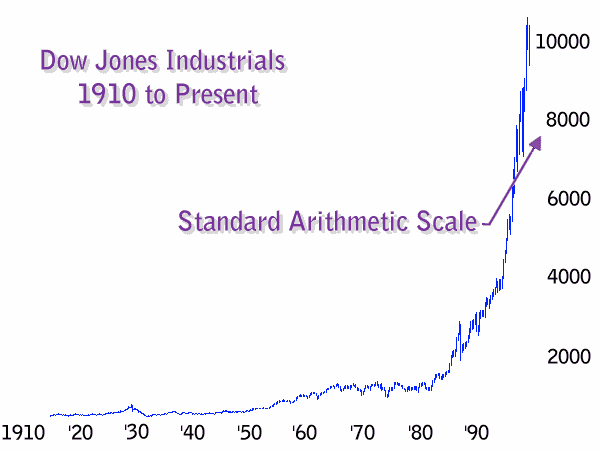 Dow Jones Industrials
1910 to Present
10000
8000
6000
Standard Arithmetic Scale
4000
2000
1910 '20 '30 '40 '50 '60 '70 '80 '90